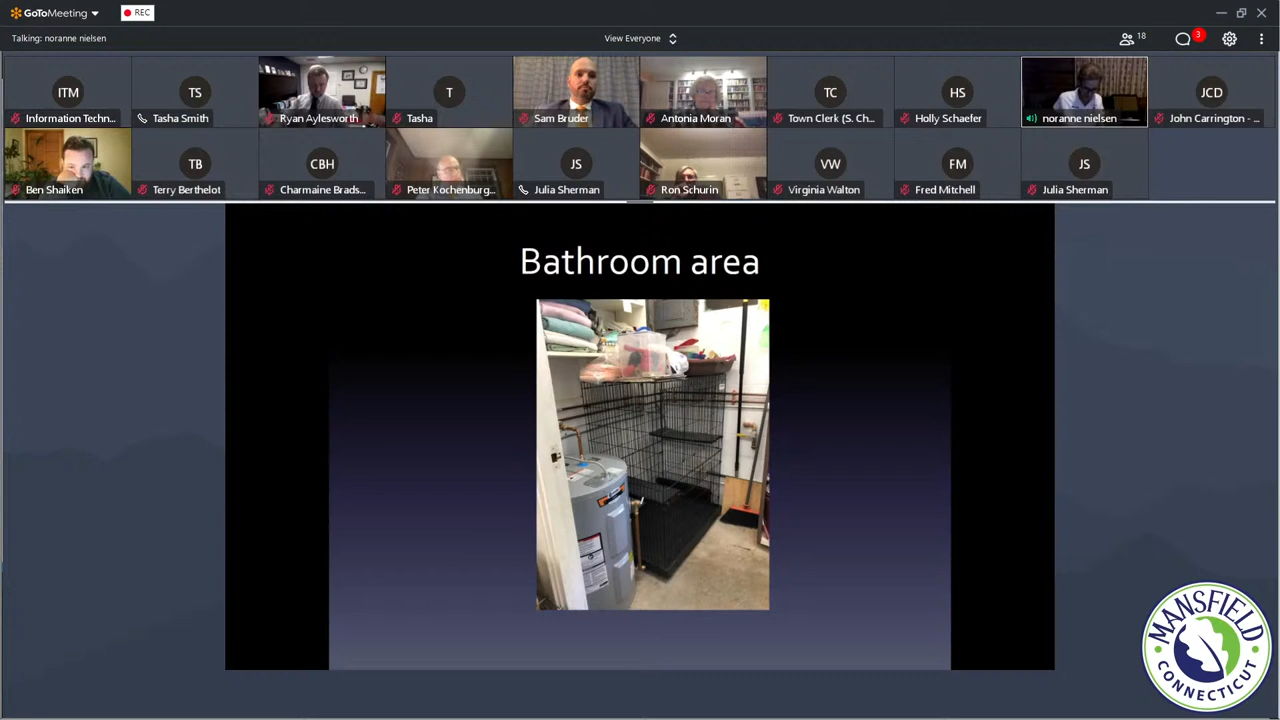 GoToMeeting
REC
Talking: noranne nielsen
View Everyone
18
3
ITM
TS
T
TC
HS
JCD
Information Techn...
Tasha Smith
Ryan Aylesworth
Tasha
Sam Bruder
Antonia Moran
Town Clerk (S. Ch...
Holly Schaefer
noranne nielsen
John Carrington - ...
TB
CBH
JS
VW
FM
JS
Ben Shaiken
Terry Berthelot
Charmaine Brads...
Peter Kochenburg...
Julia Sherman
Ron Schurin
Virginia Walton
Fred Mitchell
Julia Sherman
Bathroom area
MANSFIELD
CONNECTICUT